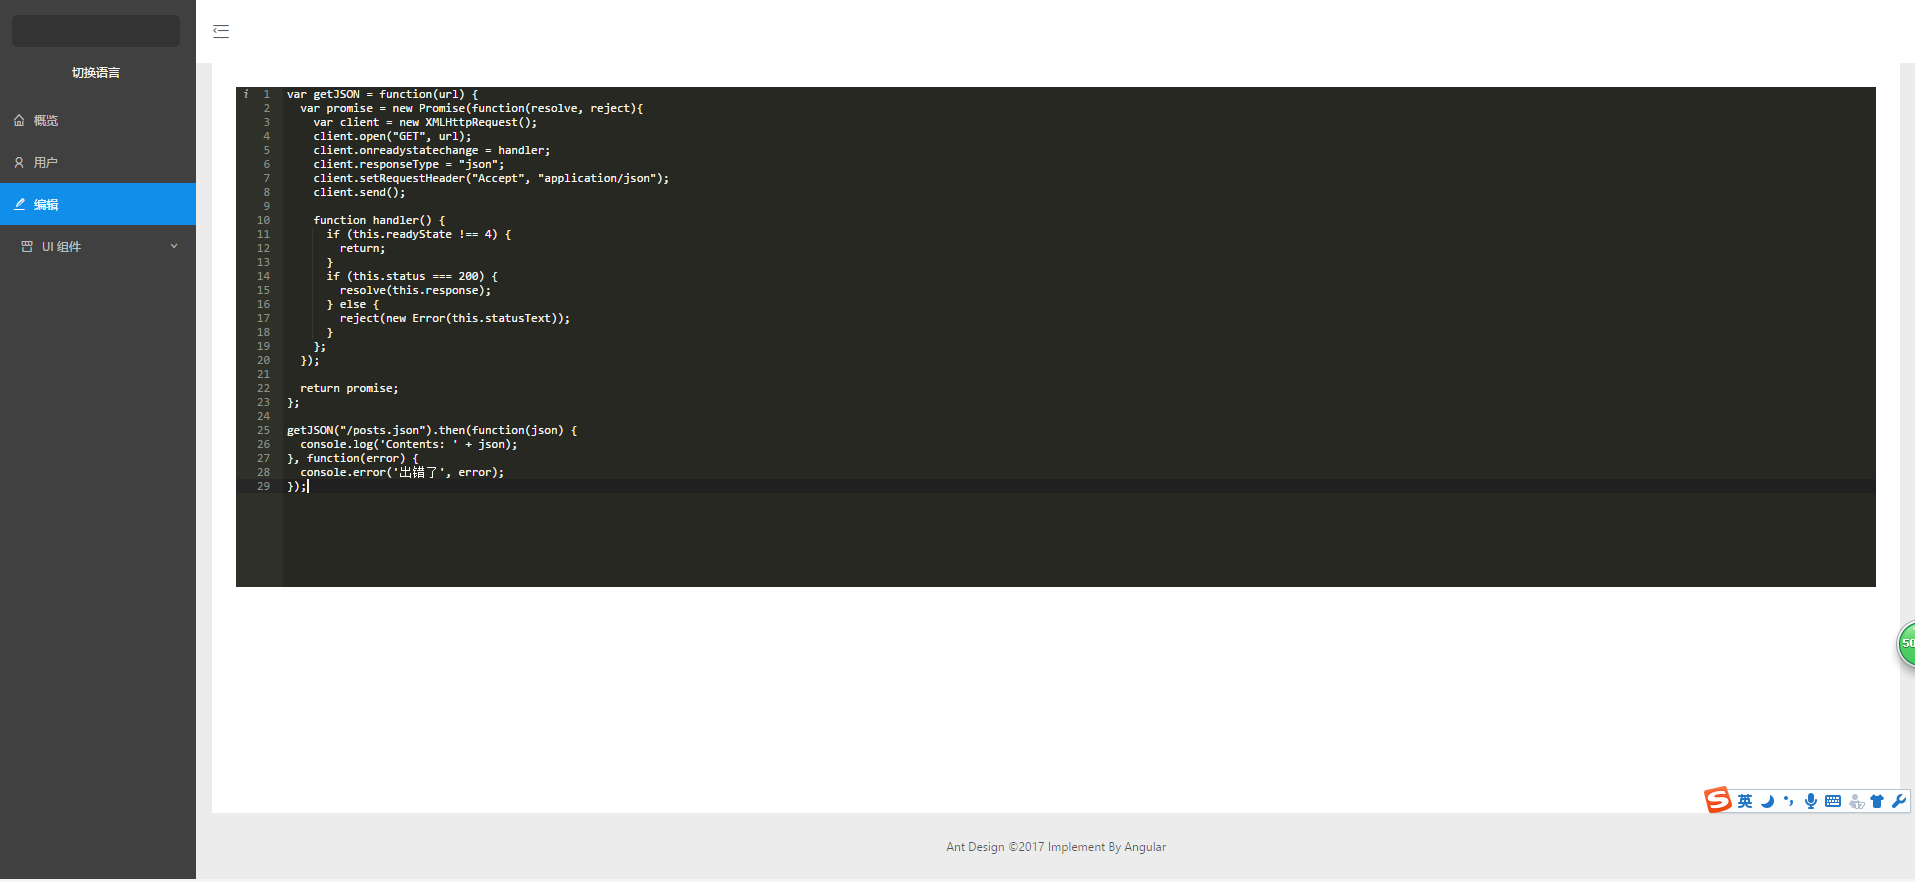 切换语言
概览
用户
编辑
UI 组件
i 1 var getJSON = function(url) {
2   var promise = new Promise(function(resolve, reject){
3     var client = new XMLHttpRequest();
4     client.open("GET", url);
5     client.onreadystatechange = handler;
6     client.responseType = "json";
7     client.setRequestHeader("Accept", "application/json");
8     client.send();
9
10     function handler() {
11       if (this.readyState !== 4) {
12         return;
13       }
14       if (this.status === 200) {
15         resolve(this.response);
16       } else {
17         reject(new Error(this.statusText));
18       }
19     };
20   });
21
22   return promise;
23 };
24
25 getJSON("/posts.json").then(function(json) {
26   console.log('Contents: ' + json);
27 }, function(error) {
28   console.error('出错了', error);
29 });
50
S 英
Ant Design ©2017 Implement By Angular